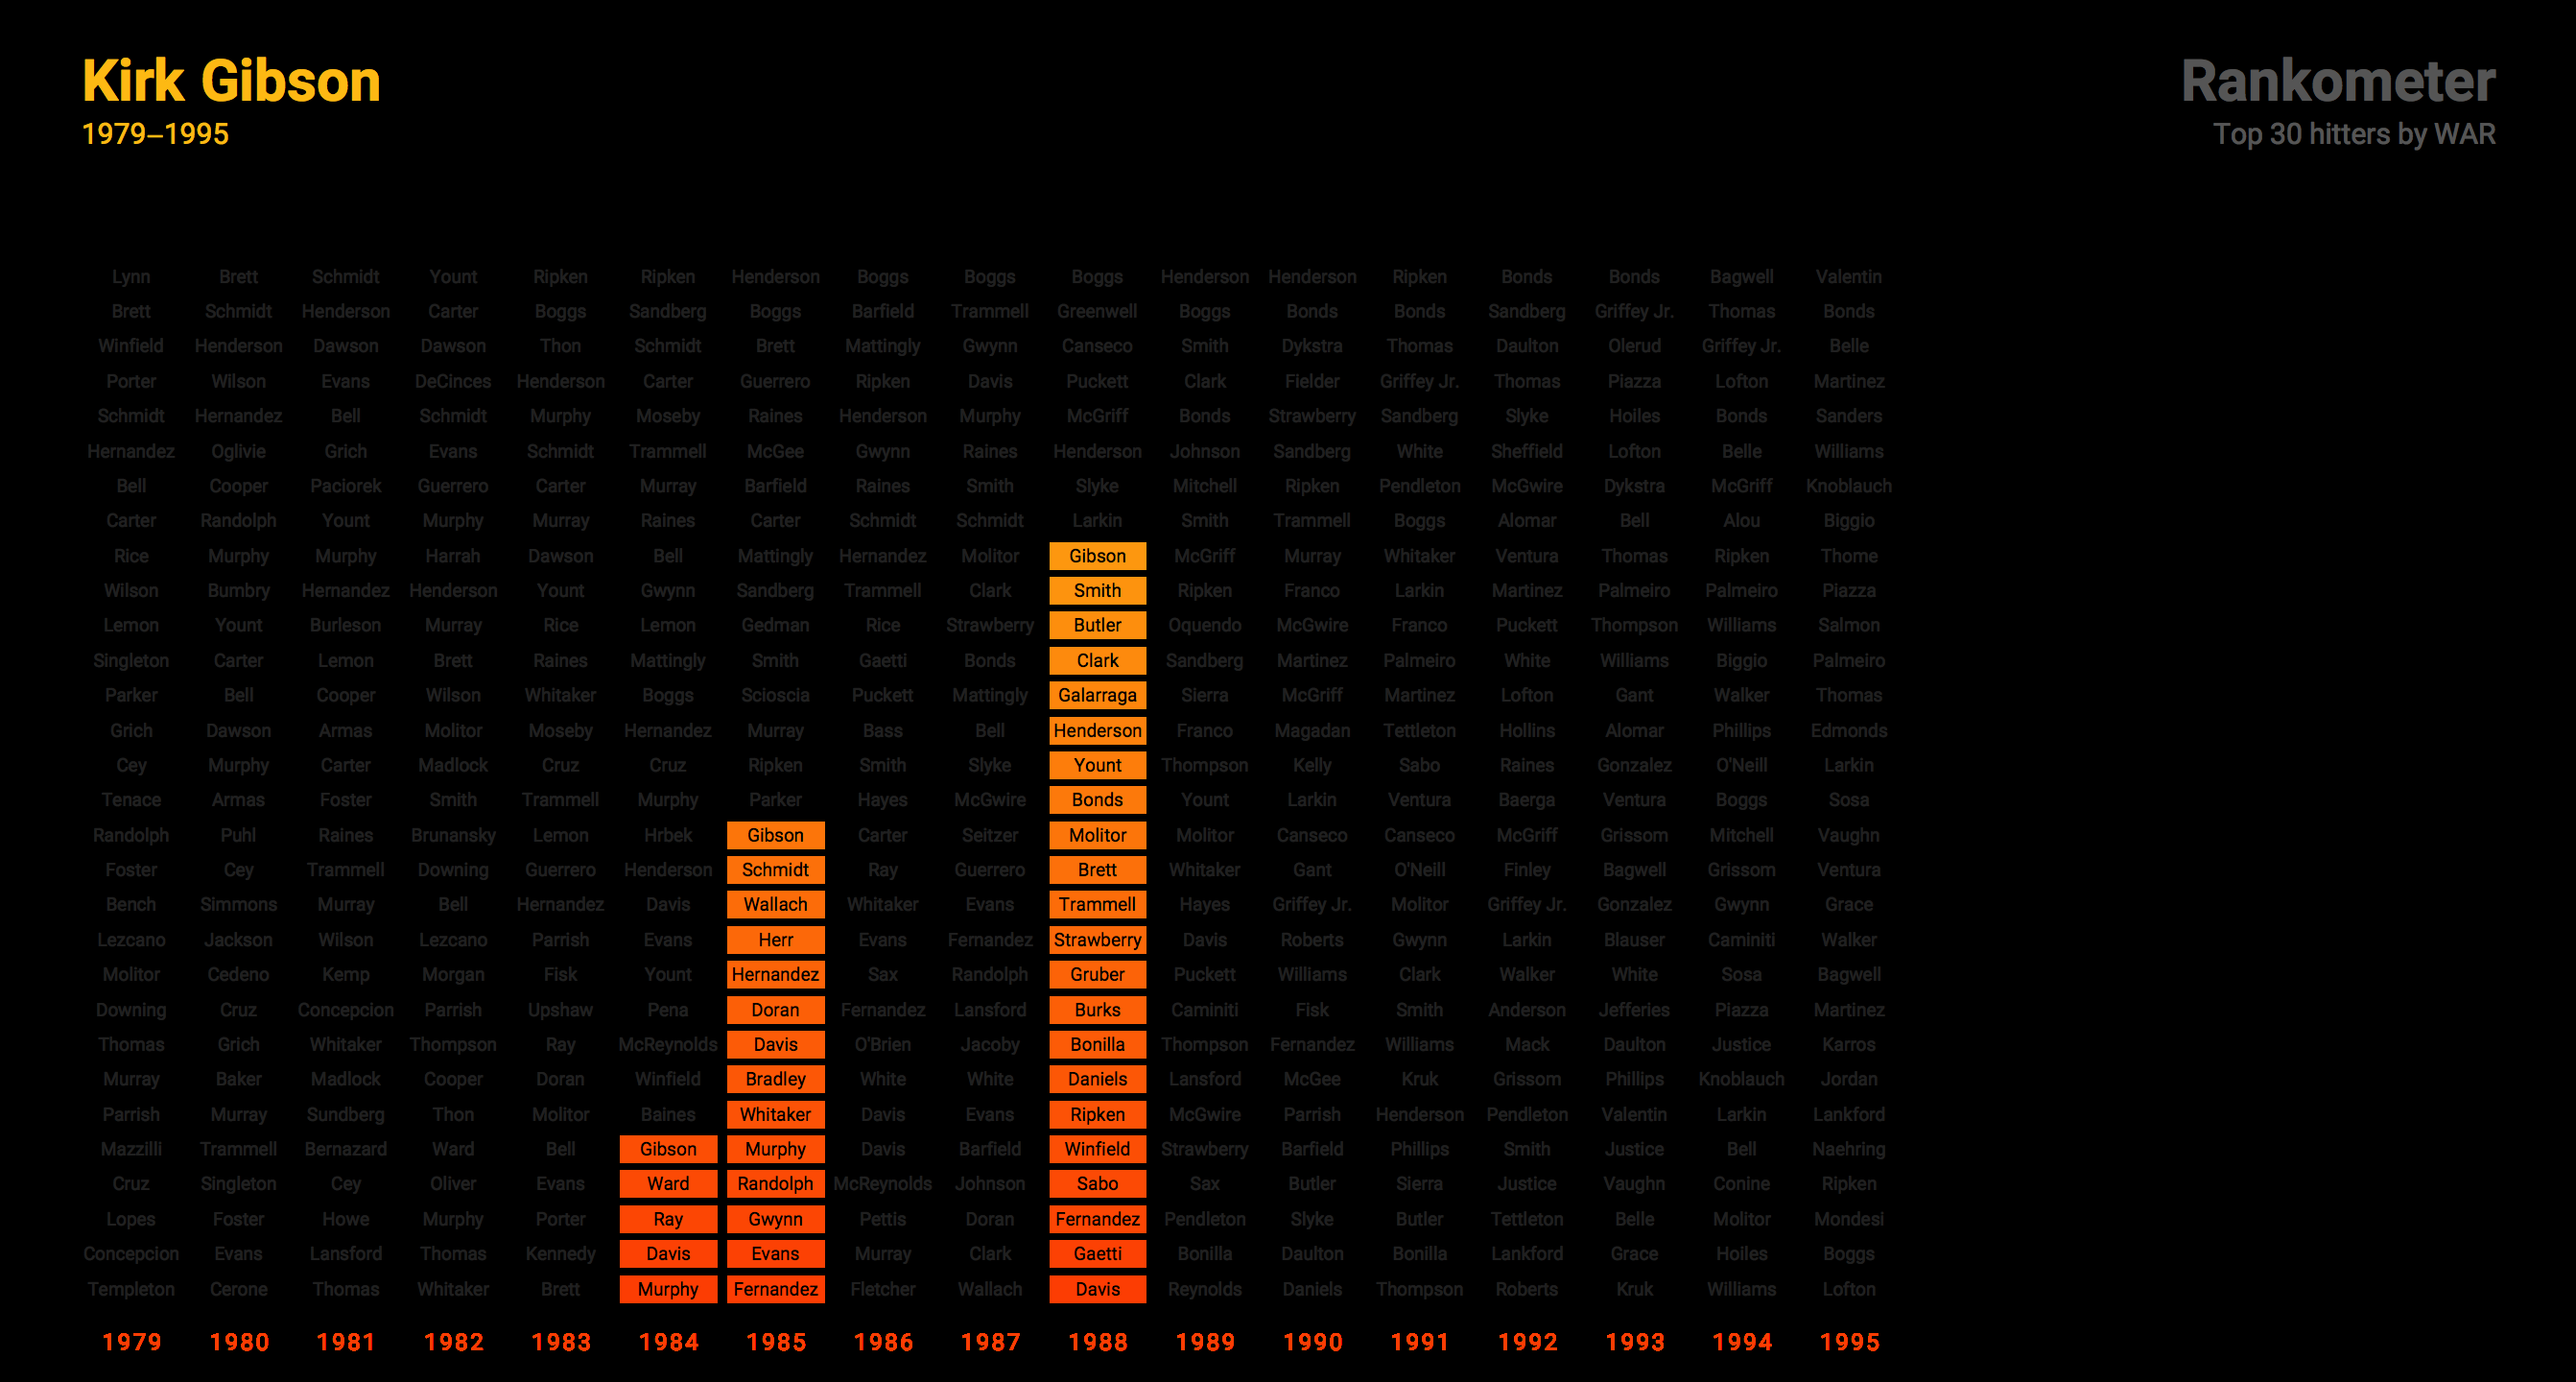 Kirk Gibson
1979–1995
Rankometer
Top 30 hitters by WAR
Lynn Brett Schmidt Yount Ripken Ripken Henderson Boggs Boggs Boggs Henderson Henderson Ripken Bonds Bonds Bagwell Valentin
Brett Schmidt Henderson Carter Boggs Sandberg Boggs Barfield Trammell Greenwell Boggs Bonds Bonds Sandberg Griffey Jr. Thomas Bonds
Winfield Henderson Dawson Dawson Thon Schmidt Brett Mattingly Gwynn Canseco Smith Dykstra Thomas Daulton Olerud Griffey Jr. Belle
Porter Wilson Evans DeCinces Henderson Carter Guerrero Ripken Davis Puckett Clark Fielder Griffey Jr. Thomas Piazza Lofton Martinez
Schmidt Hernandez Bell Schmidt Murphy Moseby Raines Henderson Murphy McGriff Bonds Strawberry Sandberg Slyke Hoiles Bonds Sanders
Hernandez Oglivie Grich Evans Schmidt Trammell McGee Gwynn Raines Henderson Johnson Sandberg White Sheffield Lofton Belle Williams
Bell Cooper Paciorek Guerrero Carter Murray Barfield Raines Smith Slyke Mitchell Ripken Pendleton McGwire Dykstra McGriff Knoblauch
Carter Randolph Yount Murphy Murray Raines Carter Schmidt Schmidt Larkin Smith Trammell Boggs Alomar Bell Alou Biggio
Rice Murphy Murphy Harrah Dawson Bell Mattingly Hernandez Molitor Gibson McGriff Murray Whitaker Ventura Thomas Ripken Thome
Wilson Bumbry Hernandez Henderson Yount Gwynn Sandberg Trammell Clark Smith Ripken Franco Larkin Martinez Palmeiro Palmeiro Piazza
Lemon Yount Burleson Murray Rice Lemon Gedman Rice Strawberry Butler Oquendo McGwire Franco Puckett Thompson Williams Salmon
Singleton Carter Lemon Brett Raines Mattingly Smith Gaetti Bonds Clark Sandberg Martinez Palmeiro White Williams Biggio Palmeiro
Parker Bell Cooper Wilson Whitaker Boggs Scioscia Puckett Mattingly Galarraga Sierra McGriff Martinez Lofton Gant Walker Thomas
Grich Dawson Armas Molitor Moseby Hernandez Murray Bass Bell Henderson Franco Magadan Tettleton Hollins Alomar Phillips Edmonds
Cey Murphy Carter Madlock Cruz Cruz Ripken Smith Slyke Yount Thompson Kelly Sabo Raines Gonzalez O'Neill Larkin
Tenace Armas Foster Smith Trammell Murphy Parker Hayes McGwire Bonds Yount Larkin Ventura Baerga Ventura Boggs Sosa
Randolph Puhl Raines Brunansky Lemon Hrbek Gibson Carter Seitzer Molitor Molitor Canseco Canseco McGriff Grissom Mitchell Vaughn
Foster Cey Trammell Downing Guerrero Henderson Schmidt Ray Guerrero Brett Whitaker Gant O'Neill Finley Bagwell Grissom Ventura
Bench Simmons Murray Bell Hernandez Davis Wallach Whitaker Evans Trammell Hayes Griffey Jr. Molitor Griffey Jr. Gonzalez Gwynn Grace
Lezcano Jackson Wilson Lezcano Parrish Evans Herr Evans Fernandez Strawberry Davis Roberts Gwynn Larkin Blauser Caminiti Walker
Molitor Cedeno Kemp Morgan Fisk Yount Hernandez Sax Randolph Gruber Puckett Williams Clark Walker White Sosa Bagwell
Downing Cruz Concepcion Parrish Upshaw Pena Doran Fernandez Lansford Burks Caminiti Fisk Smith Anderson Jefferies Piazza Martinez
Thomas Grich Whitaker Thompson Ray McReynolds Davis O'Brien Jacoby Bonilla Thompson Fernandez Williams Mack Daulton Justice Karros
Murray Baker Madlock Cooper Doran Winfield Bradley White White Daniels Lansford McGee Kruk Grissom Phillips Knoblauch Jordan
Parrish Murray Sundberg Thon Molitor Baines Whitaker Davis Evans Ripken McGwire Parrish Henderson Pendleton Valentin Larkin Lankford
Mazzilli Trammell Bernazard Ward Bell Gibson Murphy Davis Barfield Winfield Strawberry Barfield Phillips Smith Justice Bell Naehring
Cruz Singleton Cey Oliver Evans Ward Randolph McReynolds Johnson Sabo Sax Butler Sierra Justice Vaughn Conine Ripken
Lopes Foster Howe Murphy Porter Ray Gwynn Pettis Doran Fernandez Pendleton Slyke Butler Tettleton Belle Molitor Mondesi
Concepcion Evans Lansford Thomas Kennedy Davis Evans Murray Clark Gaetti Bonilla Daulton Bonilla Lankford Grace Hoiles Boggs
Templeton Cerone Thomas Whitaker Brett Murphy Fernandez Fletcher Wallach Davis Reynolds Daniels Thompson Roberts Kruk Williams Lofton
1979 1980 1981 1982 1983 1984 1985 1986 1987 1988 1989 1990 1991 1992 1993 1994 1995